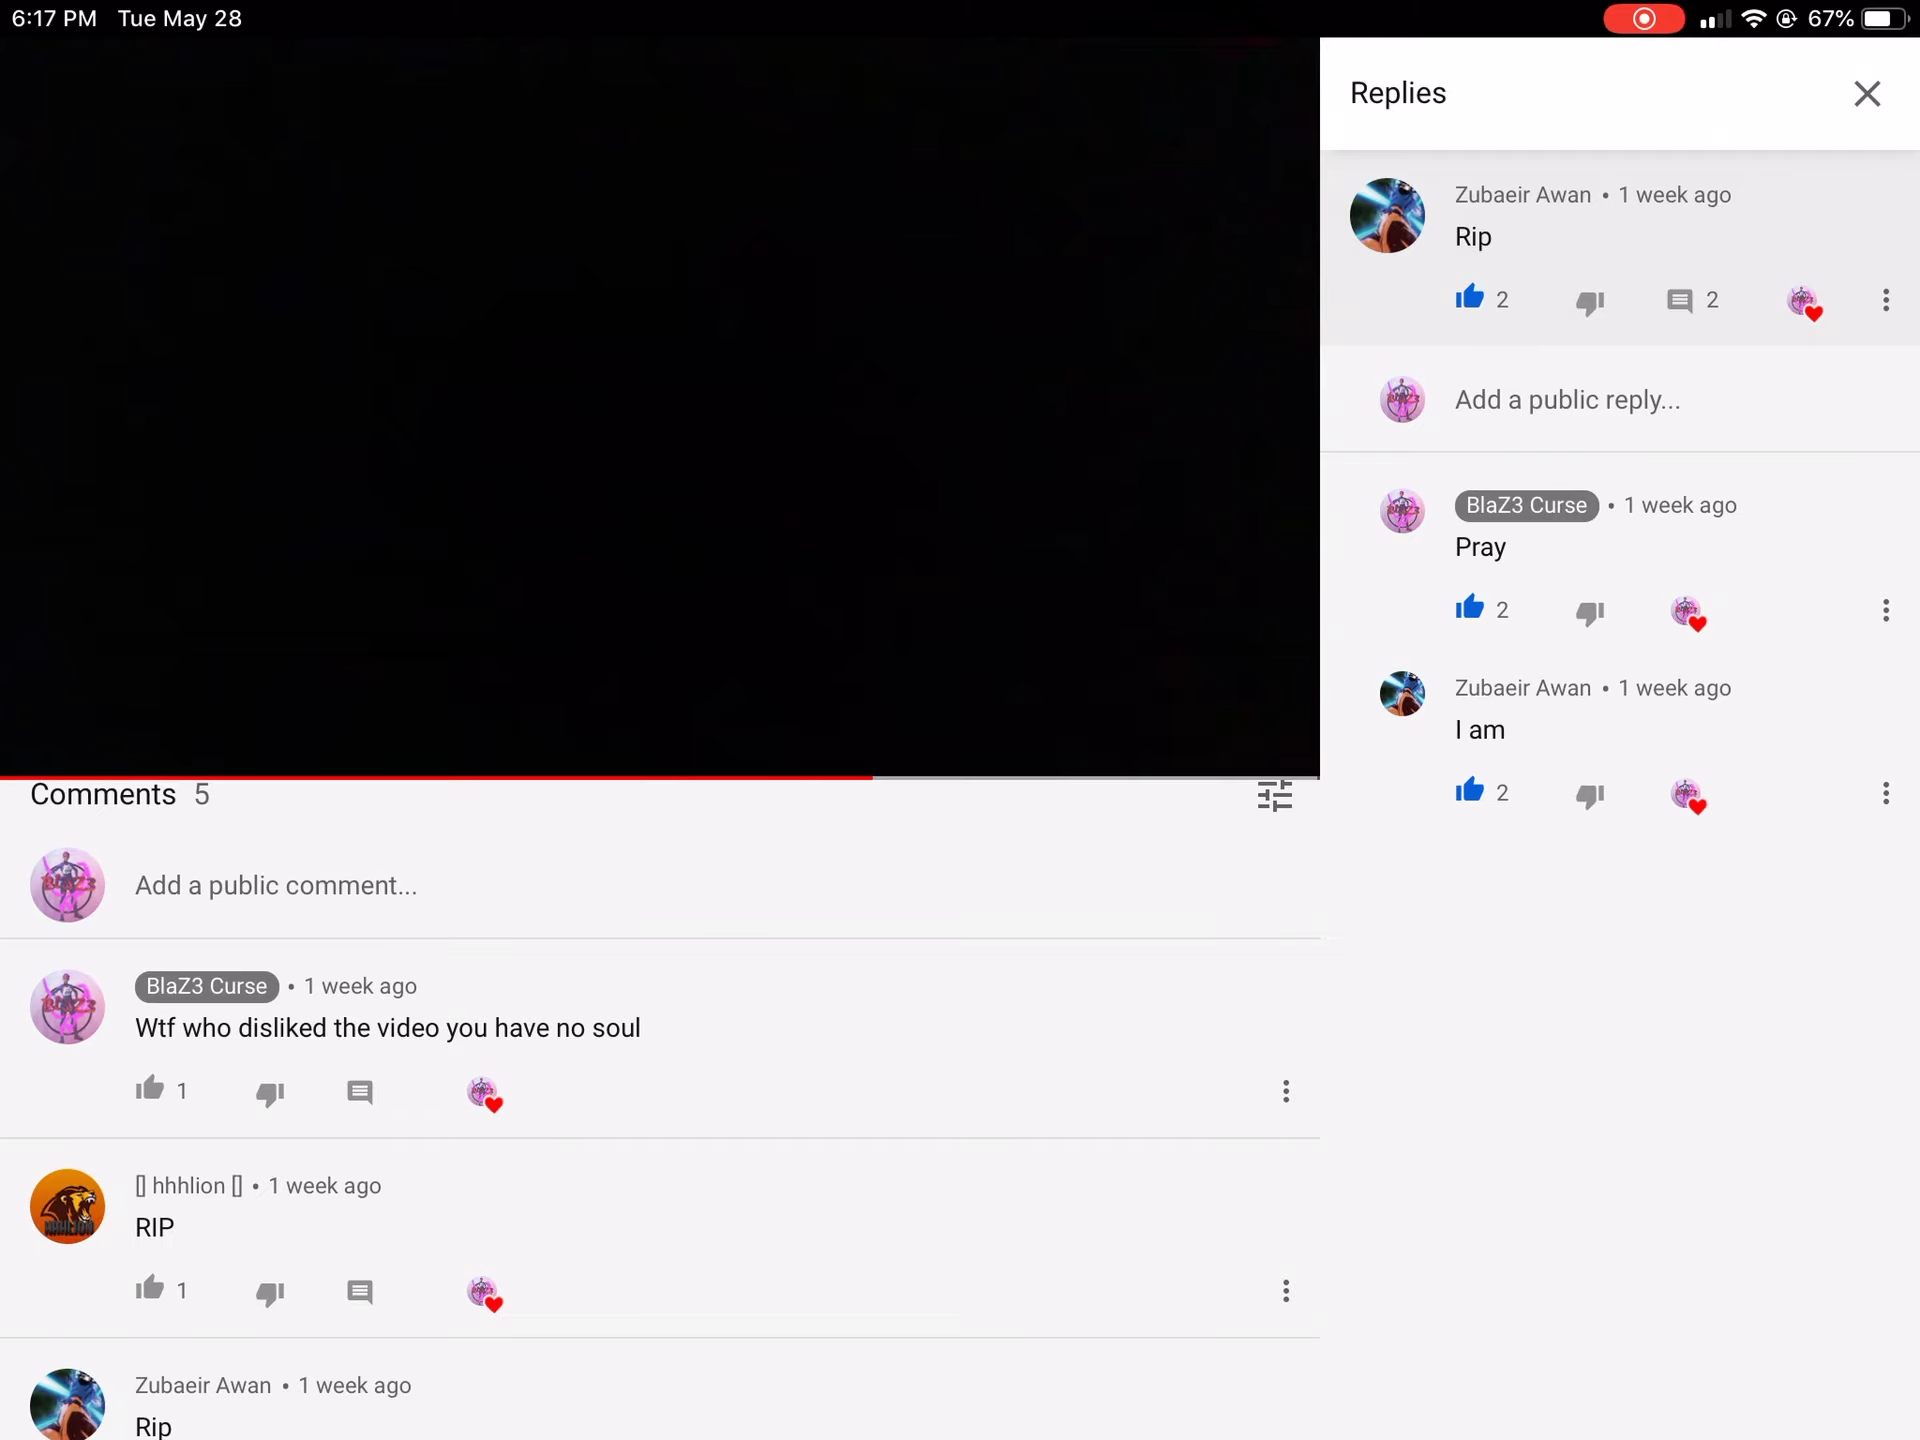 6:17 PM Tue May 28
67%
Replies
Zubaeir Awan • 1 week ago
Rip
2
2
Add a public reply...
BlaZ3 Curse • 1 week ago
Pray
2
Zubaeir Awan • 1 week ago
I am
2
Comments 5
Add a public comment...
BlaZ3 Curse • 1 week ago
Wtf who disliked the video you have no soul
1
[] hhhlion [] • 1 week ago
RIP
1
Zubaeir Awan • 1 week ago
Rip